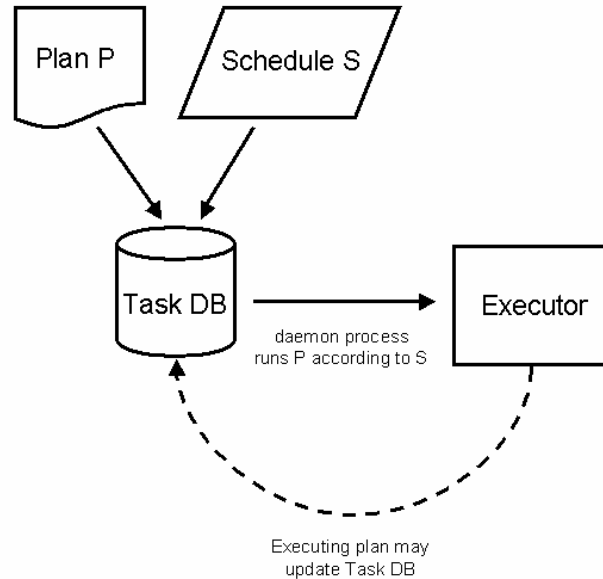 Plan P
Schedule S
Task DB
Executor
daemon process
runs P according to S
Executing plan may
update Task DB